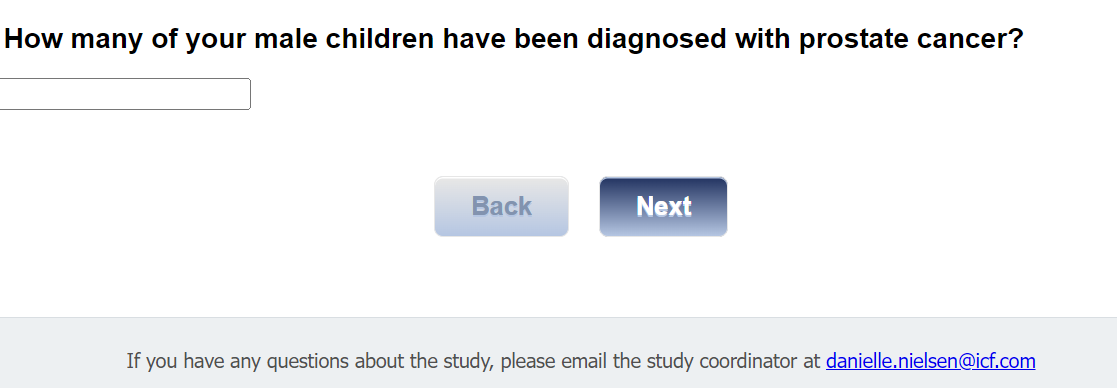 How many of your male children have been diagnosed with prostate cancer?
Back
Next
If you have any questions about the study, please email the study coordinator at danielle.nielsen@icf.com